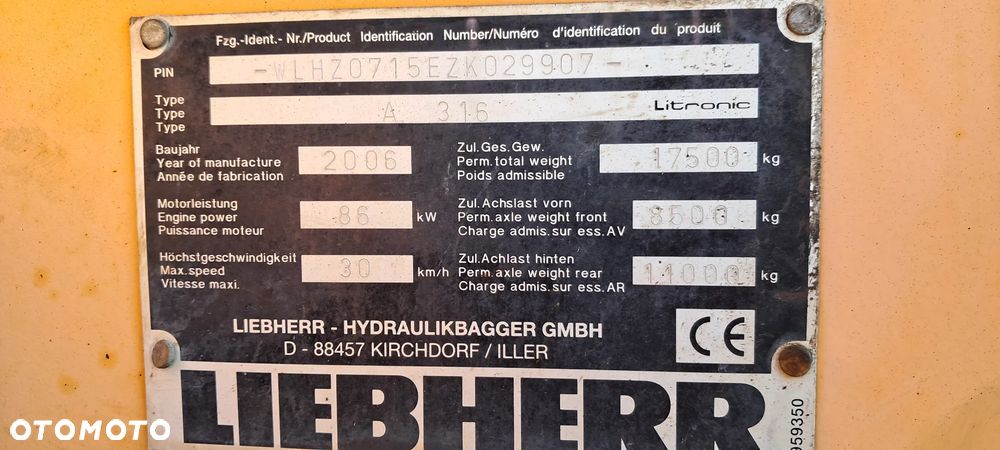 Fzg.-Ident.- Nr./Product Identification Number/Numéro d'identification du produit
PIN -WLHZ0715EZK029907-
Type
Type A 316 Litronic
Type
Baujahr
Year of manufacture 2006
Année de fabrication
Zul.Ges.Gew.
Perm.total weight 17500 kg
Poids admissible
Motorleistung
Engine power 86 kW
Puissance moteur
Zul.Achslast vorn
Perm.axle weight front 8500 kg
Charge admis.sur ess.AV
Höchstgeschwindigkeit
Max.speed 30 km/h
Vitesse maxi.
Zul.Achlast hinten
Perm.axle weight rear 11000 kg
Charge admis.sur ess.AR
LIEBHERR - HYDRAULIKBAGGER GMBH
D - 88457 KIRCHDORF / ILLER
CE
LIEBHERR
959350
OTOMOTO